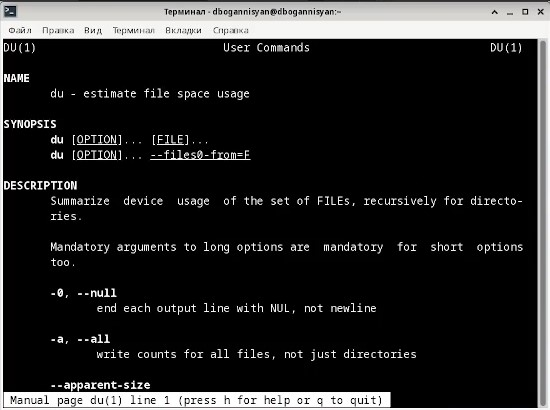 Терминал - dbogannisyan@dbogannisyan:~
Файл Правка Вид Терминал Вкладки Справка
DU(1) User Commands DU(1)
NAME
du - estimate file space usage
SYNOPSIS
du [OPTION]... [FILE]...
du [OPTION]... --files0-from=F
DESCRIPTION
Summarize device usage of the set of FILEs, recursively for directo-
ries.
Mandatory arguments to long options are mandatory for short options
too.
-0, --null
end each output line with NUL, not newline
-a, --all
write counts for all files, not just directories
--apparent-size
Manual page du(1) line 1 (press h for help or q to quit)